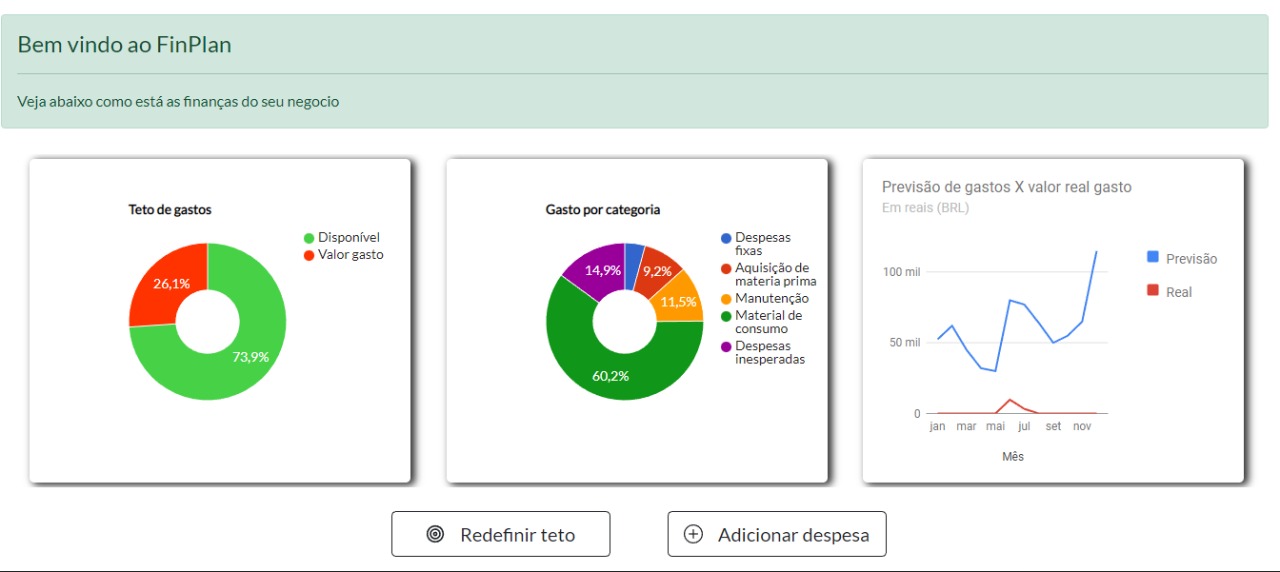 Bem vindo ao FinPlan
Veja abaixo como está as finanças do seu negocio
Teto de gastos
Disponível
Valor gasto
26,1%
73,9%
Gasto por categoria
Despesas
fixas
Aquisição de
materia prima
Manutenção
Material de
consumo
Despesas
inesperadas
14,9%
9,2%
11,5%
60,2%
Previsão de gastos X valor real gasto
Em reais (BRL)
100 mil
50 mil
0
jan mar mai jul set nov
Mês
Previsão
Real
Redefinir teto
Adicionar despesa